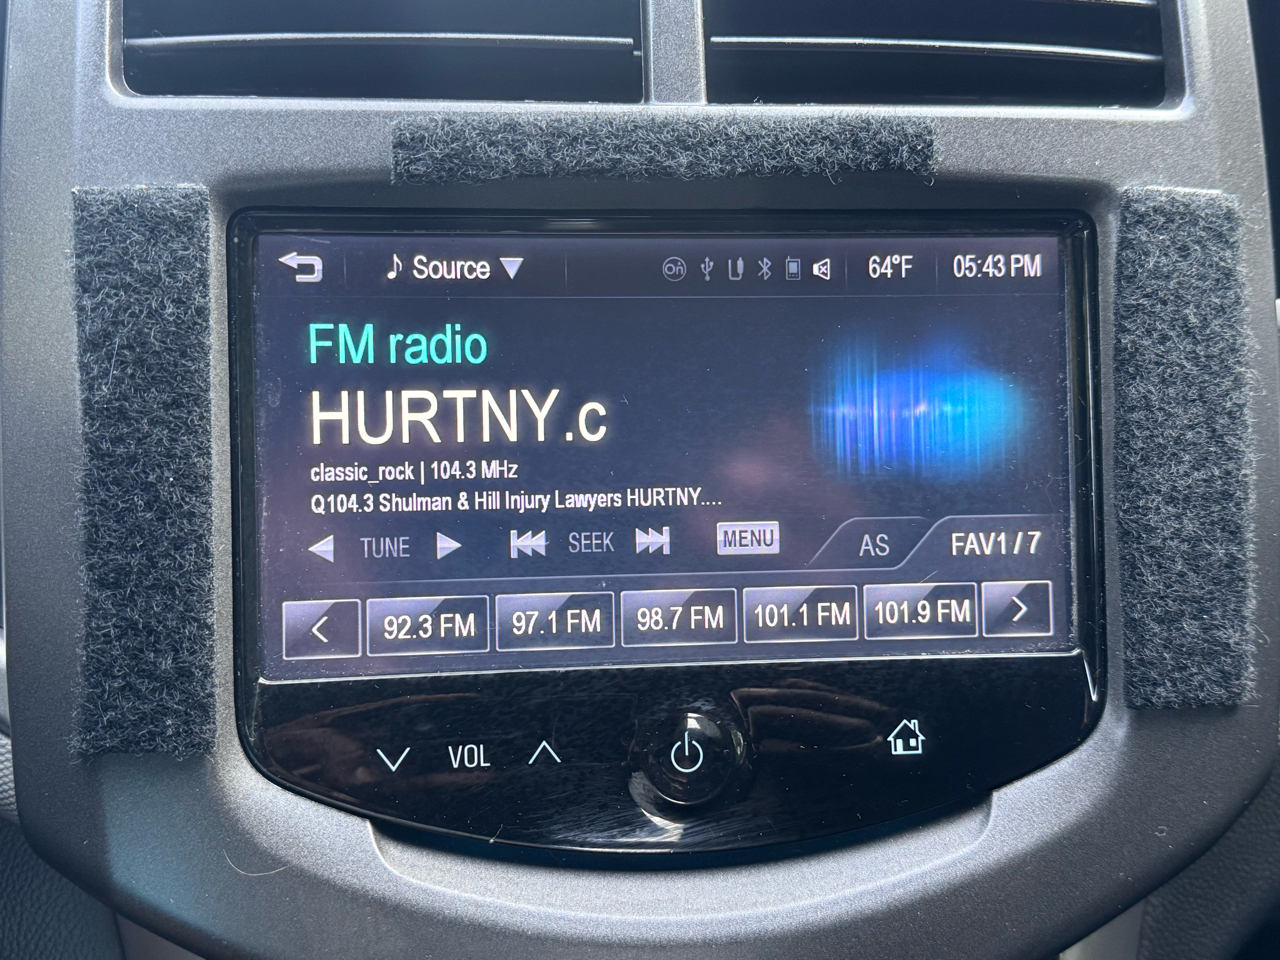 Source 64°F 05:43 PM
FM radio
HURTNY.c
classic_rock | 104.3 MHz
Q104.3 Shulman & Hill Injury Lawyers HURTNY....
TUNE SEEK MENU AS FAV1 / 7
92.3 FM 97.1 FM 98.7 FM 101.1 FM 101.9 FM
VOL